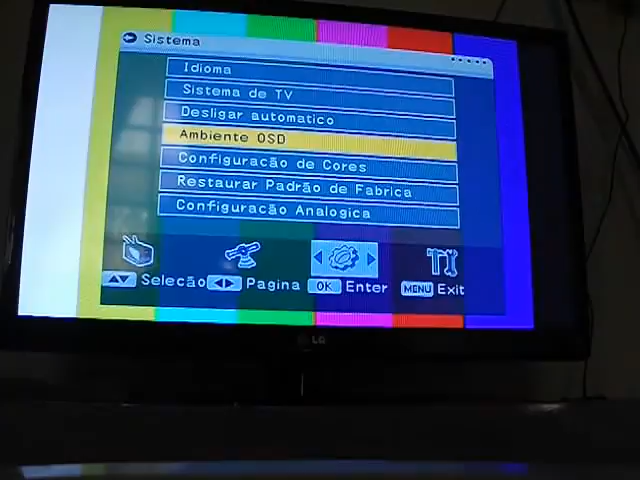 Sistema
Idioma
Sistema de TV
Desligar automatico
Ambiente OSD
Configuracão de Cores
Restaurar Padrão de Fabrica
Configuracão Analogica
Selecão Pagina OK Enter MENU Exit
LG